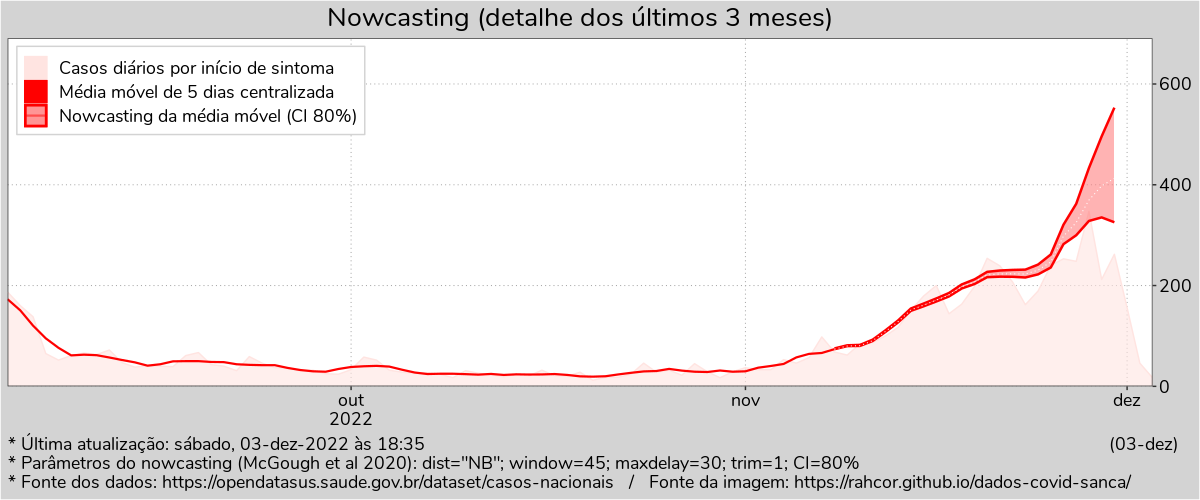 Nowcasting (detalhe dos últimos 3 meses)
Casos diários por início de sintoma
Média móvel de 5 dias centralizada
Nowcasting da média móvel (CI 80%)
600
400
200
0
out
2022
nov
dez
* Última atualização: sábado, 03-dez-2022 às 18:35
(03-dez)
* Parâmetros do nowcasting (McGough et al 2020): dist="NB"; window=45; maxdelay=30; trim=1; CI=80%
* Fonte dos dados: https://opendatasus.saude.gov.br/dataset/casos-nacionais / Fonte da imagem: https://rahcor.github.io/dados-covid-sanca/